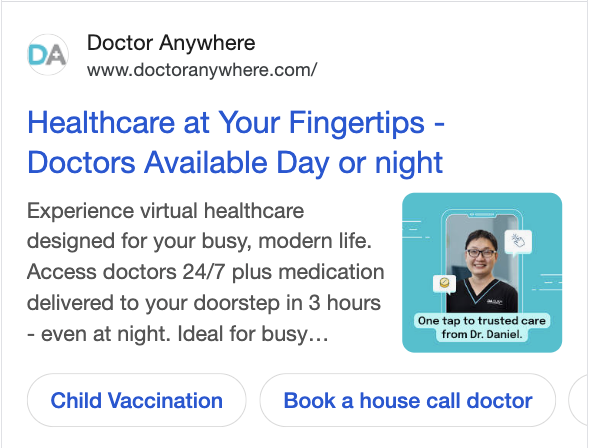 DA
Doctor Anywhere
www.doctoranywhere.com/
Healthcare at Your Fingertips -
Doctors Available Day or night
Experience virtual healthcare
designed for your busy, modern life.
Access doctors 24/7 plus medication
delivered to your doorstep in 3 hours
- even at night. Ideal for busy…
One tap to trusted care
from Dr. Daniel.
Child Vaccination
Book a house call doctor